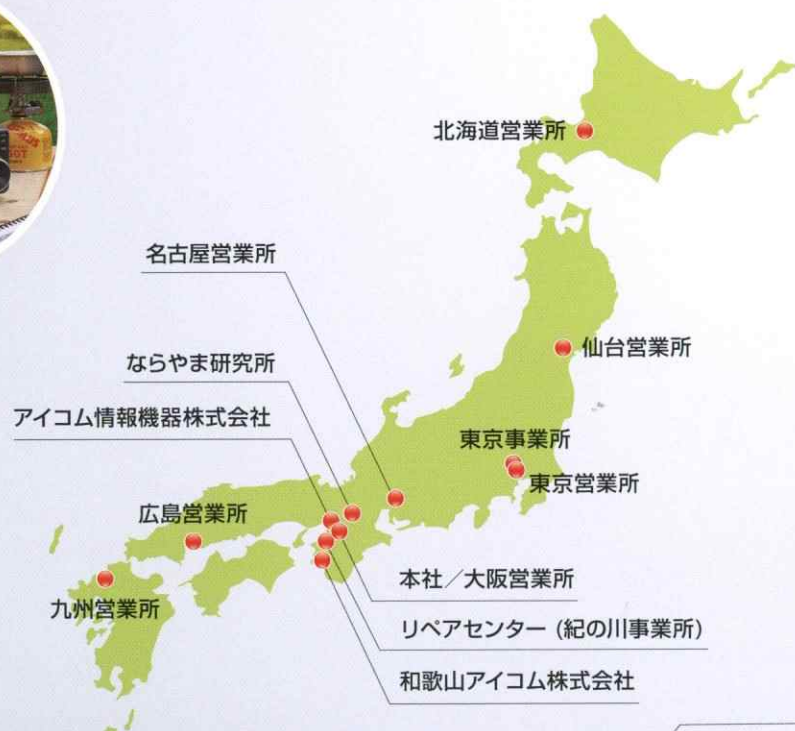 北海道営業所
名古屋営業所
仙台営業所
ならやま研究所
アイコム情報機器株式会社
東京事業所
東京営業所
広島営業所
本社／大阪営業所
九州営業所
リペアセンター (紀の川事業所)
和歌山アイコム株式会社